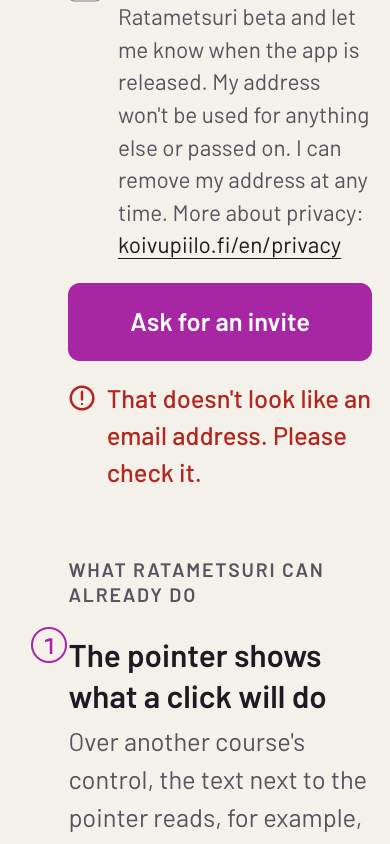 Ratametsuri beta and let
me know when the app is
released. My address
won't be used for anything
else or passed on. I can
remove my address at any
time. More about privacy:
koivupiilo.fi/en/privacy
Ask for an invite
That doesn't look like an
email address. Please
check it.
WHAT RATAMETSURI CAN
ALREADY DO
1
The pointer shows
what a click will do
Over another course's
control, the text next to the
pointer reads, for example,